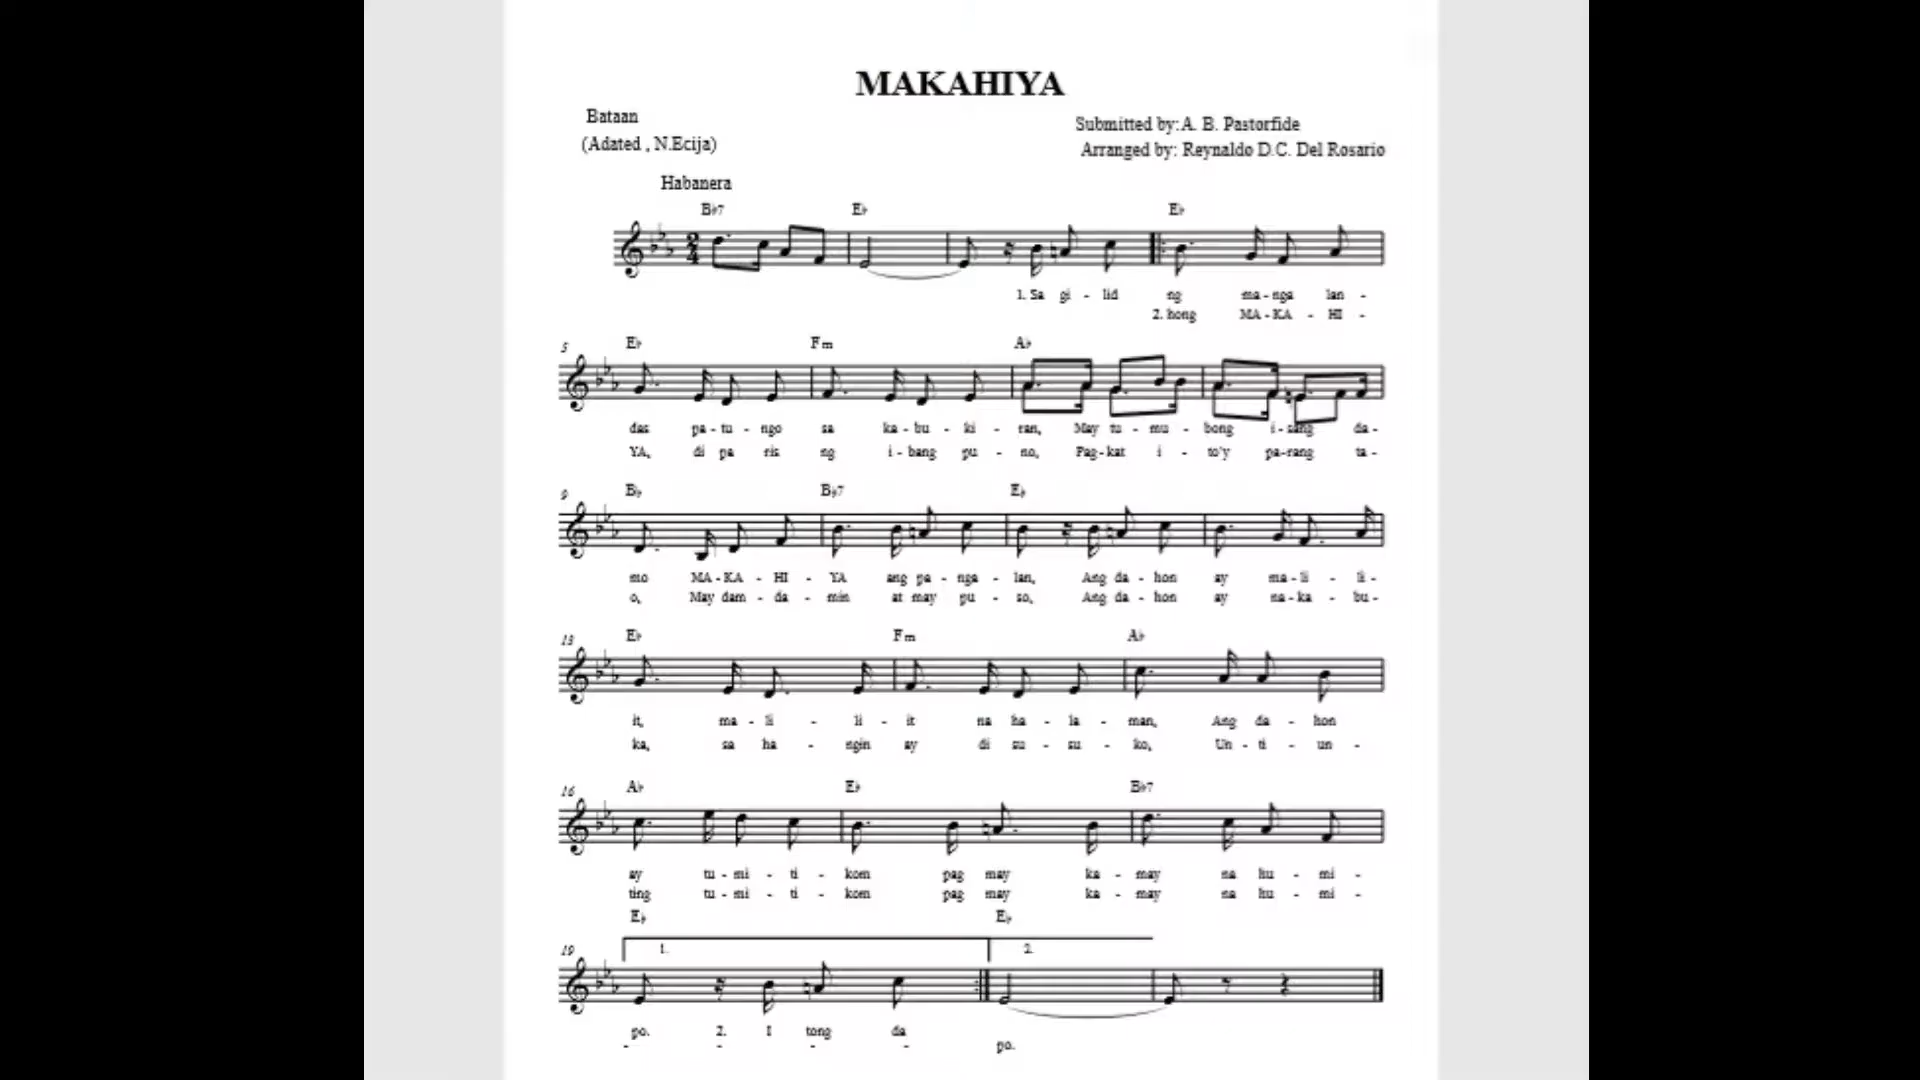 MAKAHIYA
Bataan
(Adated , N.Ecija)
Submitted by: A. B. Pastorfide
Arranged by: Reynaldo D.C. Del Rosario
Habanera
B♭7 E♭ E♭
1. Sa gi - lid ng ma - nga lan -
2. hong MA - KA - HI -
5 E♭ Fm A♭
das pa - tu - ngo sa ka - bu - ki - ran, May tu - mu - bong i - sang da -
YA, di pa ris ng i - bang pu - no, Pag - kat i - to'y pa - rang ta -
9 B♭ B♭7 E♭
mo MA - KA - HI - YA ang pa - nga - lan, Ang da - hon ay ma - li - li -
o, May dam - da - min at may pu - so, Ang da - hon ay na - ka - bu -
13 E♭ Fm A♭
it, ma - li - li - it na ha - la - man, Ang da - hon
ka, sa ha - ngin ay di su - su - ko, Un - ti - un -
16 A♭ E♭ B♭7
ay tu - mi - ti - kom pag may ka - may na hu - mi -
ting tu - mi - ti - kom pag may ka - may na hu - mi -
E♭ E♭
19 1. 2.
po. 2. I tong da
- - - - po.